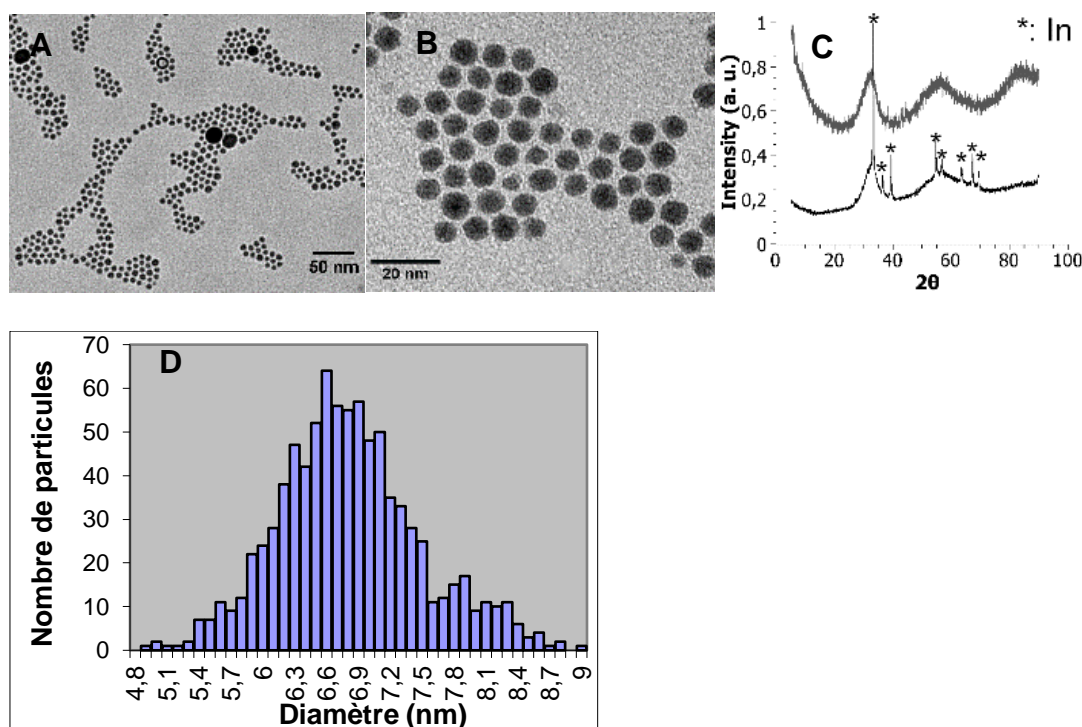 A
50 nm
B
20 nm
C
*: In
Intensity (a. u.)
1
0,8
0,6
0,4
0,2
0
0 20 40 60 80 100
2θ
* * * * * * * *
D
Nombre de particules
70
60
50
40
30
20
10
0
4,8 5,1 5,4 5,7 6 6,3 6,6 6,9 7,2 7,5 7,8 8,1 8,4 8,7 9
Diamètre (nm)